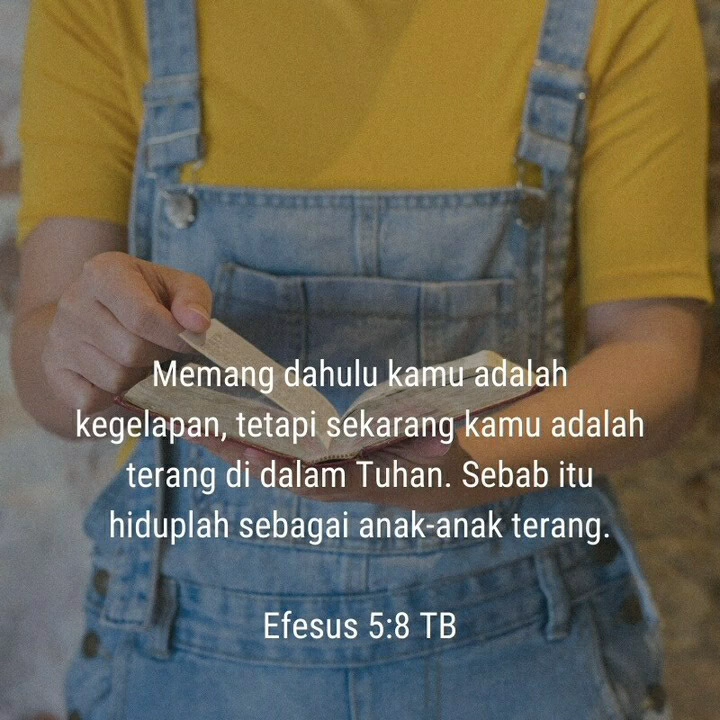 Memang dahulu kamu adalah
kegelapan, tetapi sekarang kamu adalah
terang di dalam Tuhan. Sebab itu
hiduplah sebagai anak-anak terang.
Efesus 5:8 TB